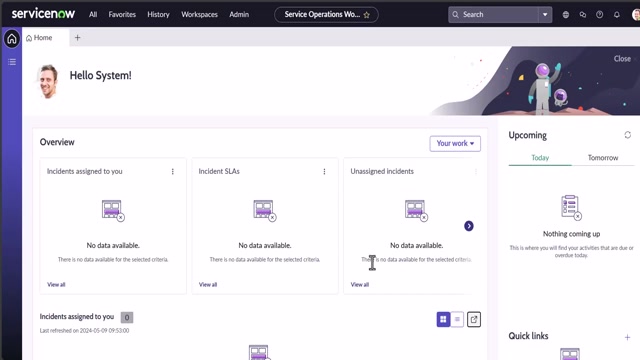 servicenow All Favorites History Workspaces Admin Service Operations Wo... Search
Home
Hello System!
Close
Overview
Your work
Incidents assigned to you
Incident SLAs
Unassigned incidents
No data available.
There is no data available for the selected criteria.
View all
No data available.
There is no data available for the selected criteria.
View all
No data available.
There is no data available for the selected criteria.
View all
Incidents assigned to you 0
Last refreshed on 2024-05-09 09:53:00
Upcoming
Today Tomorrow
Nothing coming up
This is where you will find your activities that are due or
overdue today.
Quick links